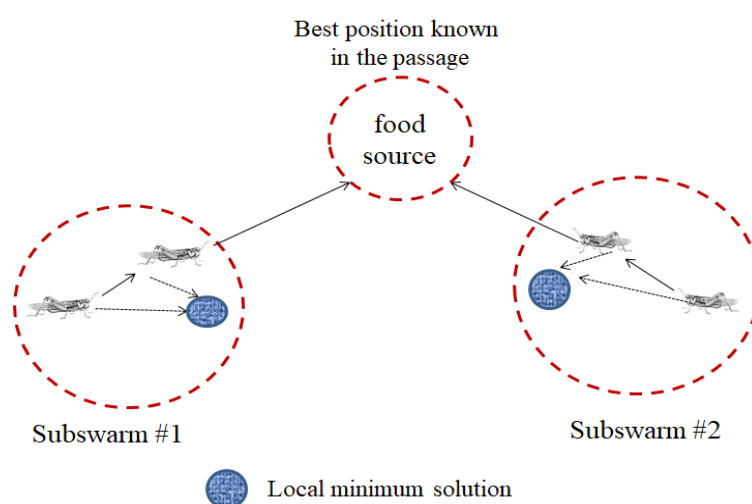 Best position known
in the passage
food
source
Subswarm #1
Subswarm #2
Local minimum solution